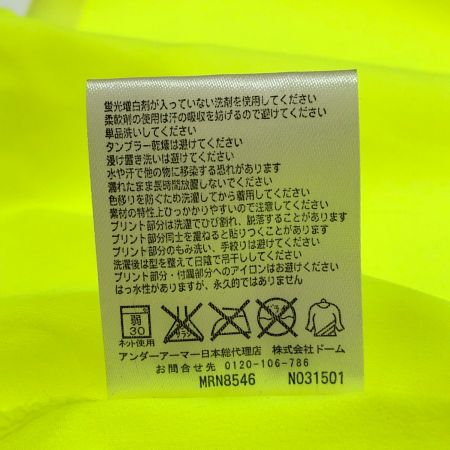 蛍光増白剤が入っていない洗剤を使用してください
柔軟剤の使用は汗の吸収を妨げるので避けてください
単品洗いしてください
タンブラー乾燥は避けてください
浸け置き洗いは避けてください
水や汗で他の物に移染する恐れがあります
濡れたまま長時間放置しないでください
色移りを防ぐため洗濯してから着用してください
素材の特性上ひっかかりやすいので注意してください
プリント部分は洗濯でひび割れ、脱落することがあります
プリント部分同士を重ねると貼りつくことがあります
プリント部分のもみ洗い、手絞りは避けてください
洗濯後は型を整えて日陰で吊干ししてください
プリント部分・付属部分へのアイロンはお避けください
はっ水性がありますが、永久的ではありません
弱
30
ネット使用
アンダーアーマー日本総代理店 株式会社ドーム
お問合せ先 0120-106-786
MRN8546 NO31501